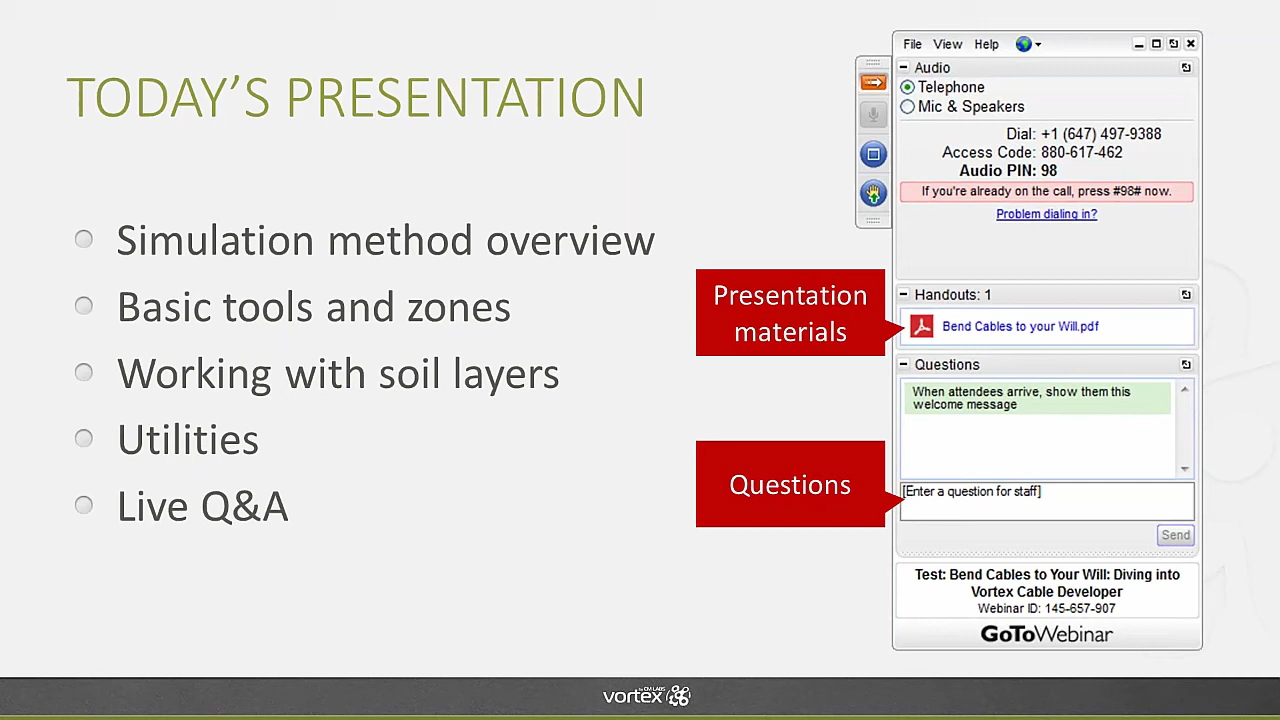 TODAY’S PRESENTATION
Simulation method overview
Basic tools and zones
Working with soil layers
Utilities
Live Q&A
Presentation
materials
Questions
File View Help
Audio
Telephone
Mic & Speakers
Dial: +1 (647) 497-9388
Access Code: 880-617-462
Audio PIN: 98
If you're already on the call, press #98# now.
Problem dialing in?
Handouts: 1
Bend Cables to your Will.pdf
Questions
When attendees arrive, show them this
welcome message
[Enter a question for staff]
Send
Test: Bend Cables to Your Will: Diving into
Vortex Cable Developer
Webinar ID: 145-657-907
GoToWebinar
by CM LABS
vortex